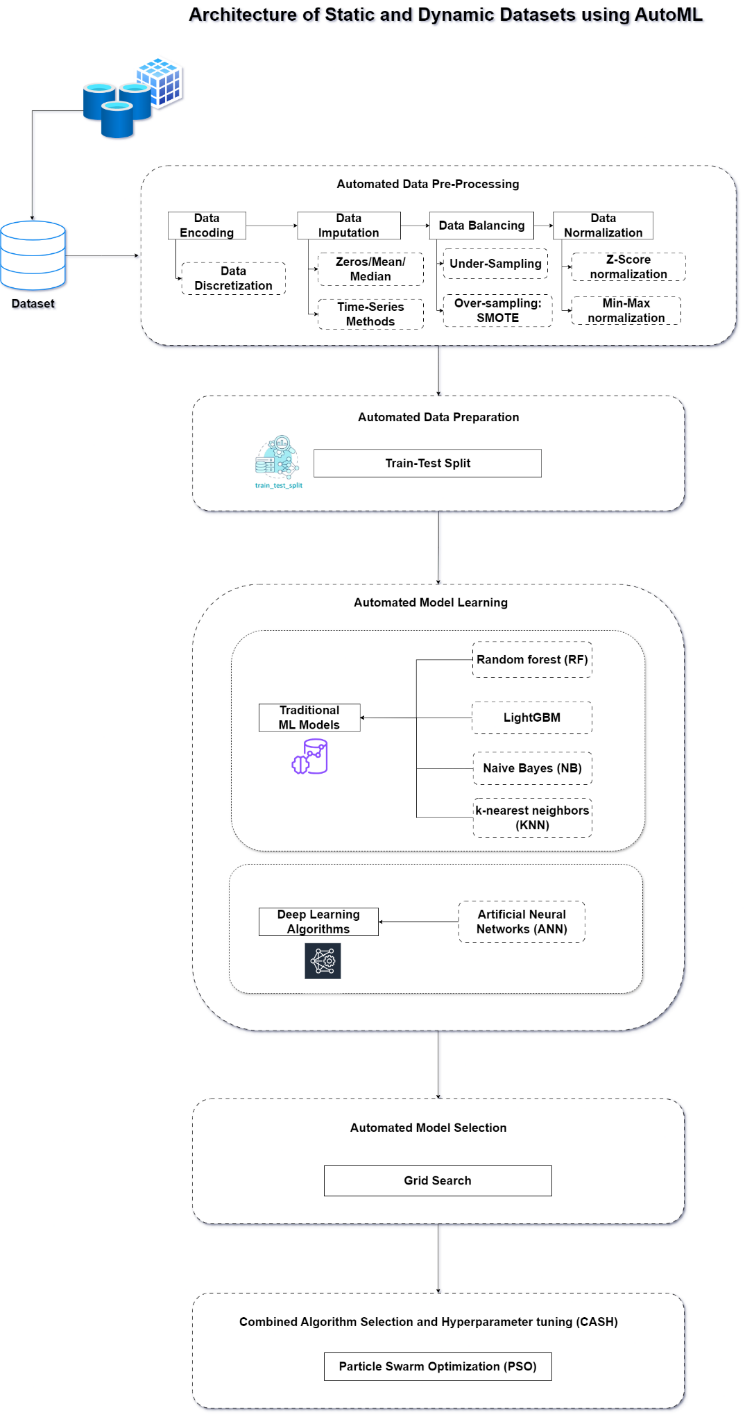 Architecture of Static and Dynamic Datasets using AutoML
Dataset
Automated Data Pre-Processing
Data
Encoding
Data
Imputation
Data Balancing
Data
Normalization
Data
Discretization
Zeros/Mean/
Median
Time-Series
Methods
Under-Sampling
Over-sampling:
SMOTE
Z-Score
normalization
Min-Max
normalization
Automated Data Preparation
train_test_split
Train-Test Split
Automated Model Learning
Traditional
ML Models
Random forest (RF)
LightGBM
Naive Bayes (NB)
k-nearest neighbors
(KNN)
Deep Learning
Algorithms
Artificial Neural
Networks (ANN)
Automated Model Selection
Grid Search
Combined Algorithm Selection and Hyperparameter tuning (CASH)
Particle Swarm Optimization (PSO)